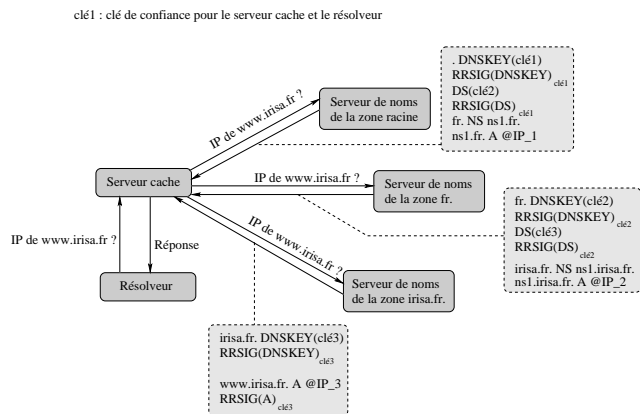 clé1 : clé de confiance pour le serveur cache et le résolveur
. DNSKEY(clé1)
RRSIG(DNSKEY)clé1
DS(clé2)
RRSIG(DS)clé1
fr. NS ns1.fr.
ns1.fr. A @IP_1
IP de www.irisa.fr ?
Serveur de noms
de la zone racine
Serveur cache
IP de www.irisa.fr ?
Serveur de noms
de la zone fr.
fr. DNSKEY(clé2)
RRSIG(DNSKEY)clé2
DS(clé3)
RRSIG(DS)clé2
irisa.fr. NS ns1.irisa.fr.
ns1.irisa.fr. A @IP_2
IP de www.irisa.fr ?
Réponse
IP de www.irisa.fr ?
Résolveur
Serveur de noms
de la zone irisa.fr.
irisa.fr. DNSKEY(clé3)
RRSIG(DNSKEY)clé3
www.irisa.fr. A @IP_3
RRSIG(A)clé3